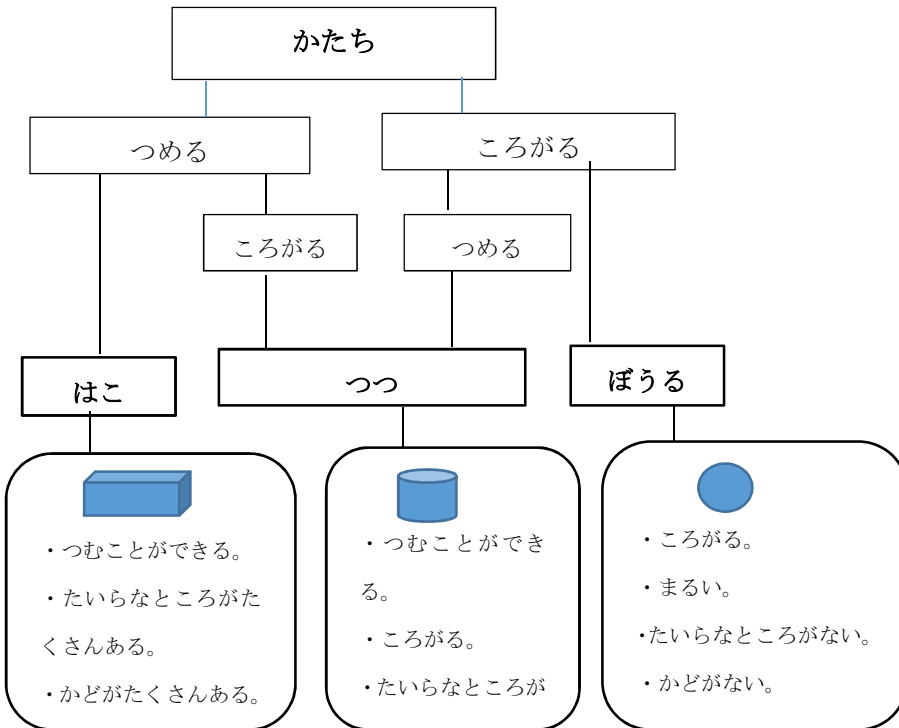 かたち
つめる
ころがる
ころがる
つめる
はこ
つつ
ぼうる
・つむことができる。
・たいらなところがた
くさんある。
・かどがたくさんある。
・つむことができ
る。
・ころがる。
・たいらなところが
・ころがる。
・まるい。
・たいらなところがない。
・かどがない。